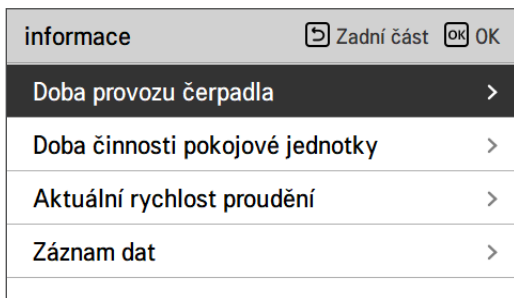 informace Zadní část OK OK
Doba provozu čerpadla
Doba činnosti pokojové jednotky
Aktuální rychlost proudění
Záznam dat